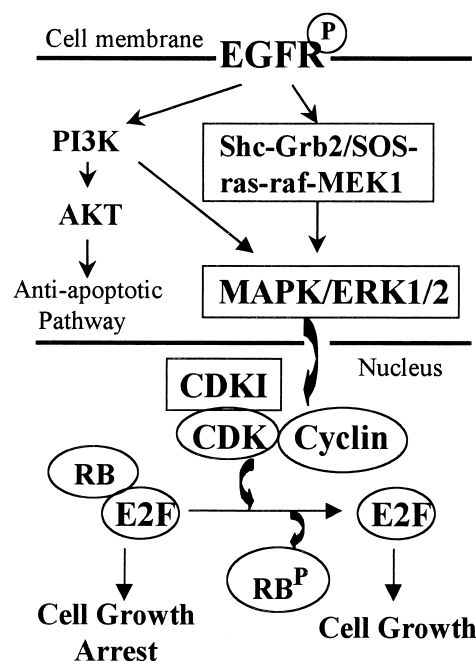 Cell membrane
EGFR
P
PI3K
Shc-Grb2/SOS-
ras-raf-MEK1
AKT
Anti-apoptotic
Pathway
MAPK/ERK1/2
Nucleus
CDKI
CDK
Cyclin
RB
E2F
E2F
RBP
Cell Growth
Arrest
Cell Growth